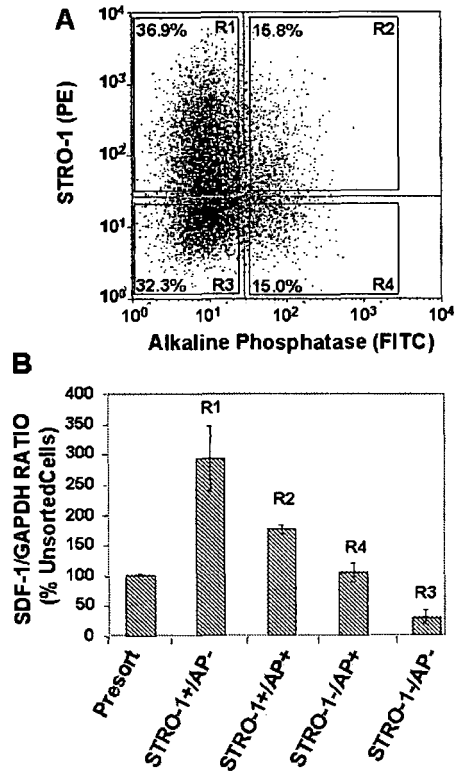 A
10⁴
36.9% R1
15.8% R2
10³
STRO-1 (PE)
10²
10¹
32.3% R3
15.0% R4
10⁰
10⁰ 10¹ 10² 10³ 10⁴
Alkaline Phosphatase (FITC)
B
SDF-1/GAPDH RATIO
(% UnsortedCells)
400
350
300
250
200
150
100
50
0
R1
R2
R4
R3
Presort
STRO-1+/AP-
STRO-1+/AP+
STRO-1-/AP+
STRO-1-/AP-